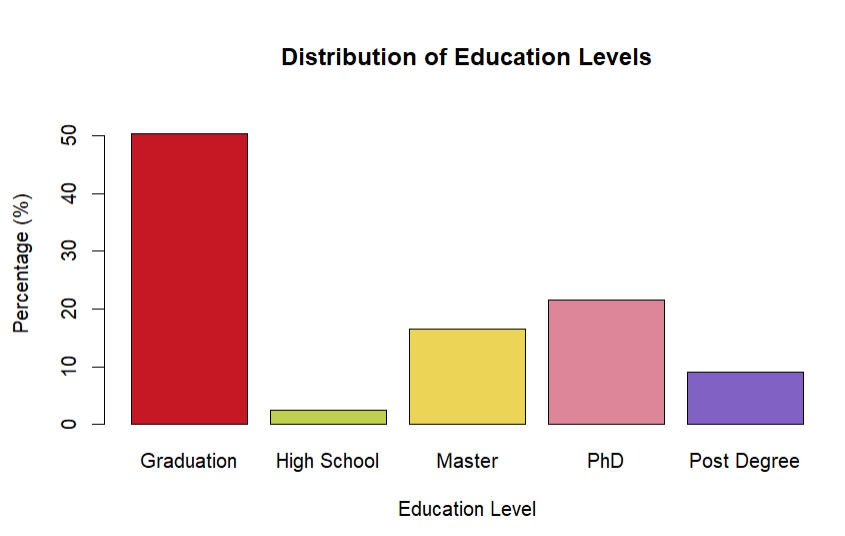 Distribution of Education Levels
Percentage (%)
50
40
30
20
10
0
Graduation
High School
Master
PhD
Post Degree
Education Level